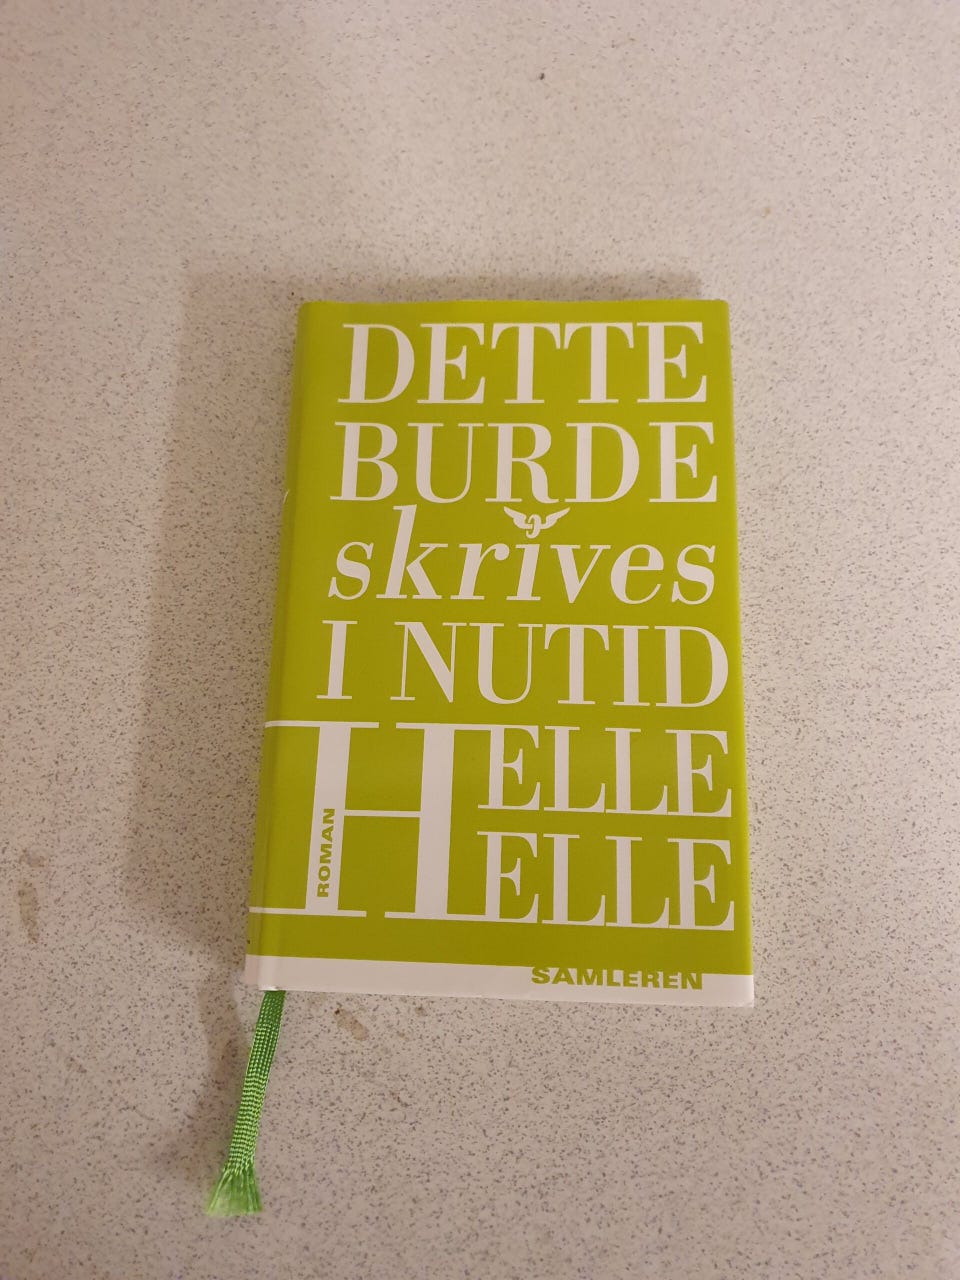 DETTE
BURDE
skrives
I NUTID
HELLE
HELLE
ROMAN
SAMLEREN